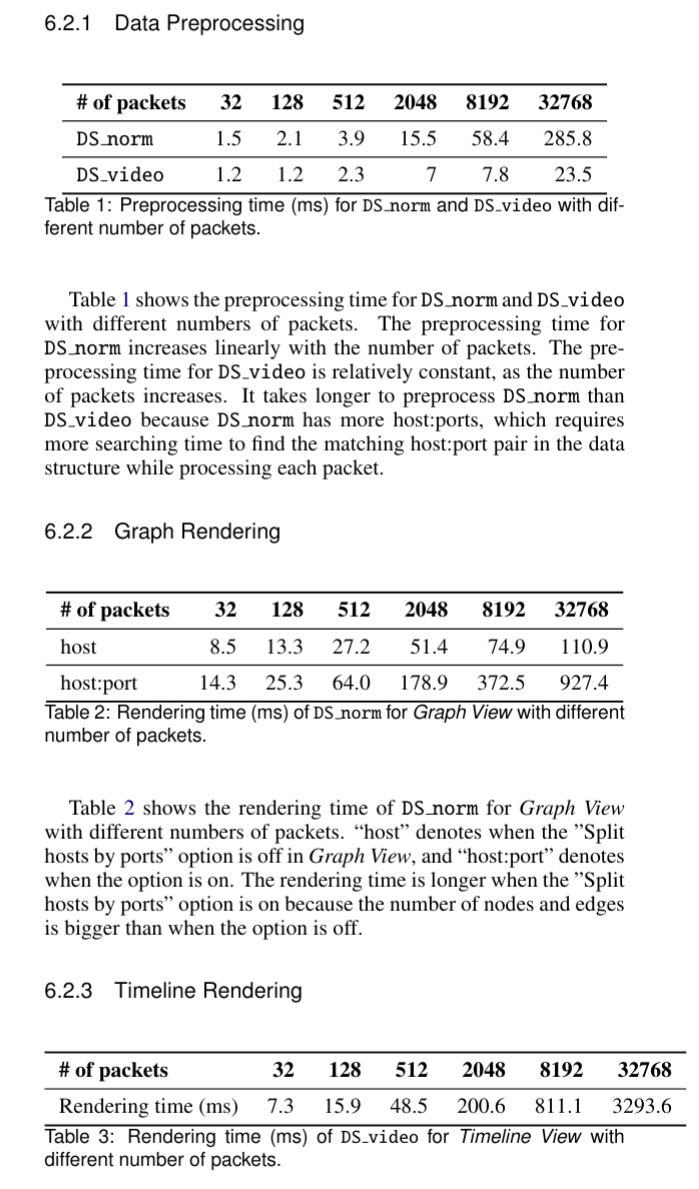 6.2.1 Data Preprocessing
# of packets 32 128 512 2048 8192 32768
DS_norm 1.5 2.1 3.9 15.5 58.4 285.8
DS_video 1.2 1.2 2.3 7 7.8 23.5
Table 1: Preprocessing time (ms) for DS_norm and DS_video with dif-
ferent number of packets.
Table 1 shows the preprocessing time for DS_norm and DS_video
with different numbers of packets. The preprocessing time for
DS_norm increases linearly with the number of packets. The pre-
processing time for DS_video is relatively constant, as the number
of packets increases. It takes longer to preprocess DS_norm than
DS_video because DS_norm has more host:ports, which requires
more searching time to find the matching host:port pair in the data
structure while processing each packet.
6.2.2 Graph Rendering
# of packets 32 128 512 2048 8192 32768
host 8.5 13.3 27.2 51.4 74.9 110.9
host:port 14.3 25.3 64.0 178.9 372.5 927.4
Table 2: Rendering time (ms) of DS_norm for Graph View with different
number of packets.
Table 2 shows the rendering time of DS_norm for Graph View
with different numbers of packets. “host” denotes when the ”Split
hosts by ports” option is off in Graph View, and “host:port” denotes
when the option is on. The rendering time is longer when the ”Split
hosts by ports” option is on because the number of nodes and edges
is bigger than when the option is off.
6.2.3 Timeline Rendering
# of packets 32 128 512 2048 8192 32768
Rendering time (ms) 7.3 15.9 48.5 200.6 811.1 3293.6
Table 3: Rendering time (ms) of DS_video for Timeline View with
different number of packets.